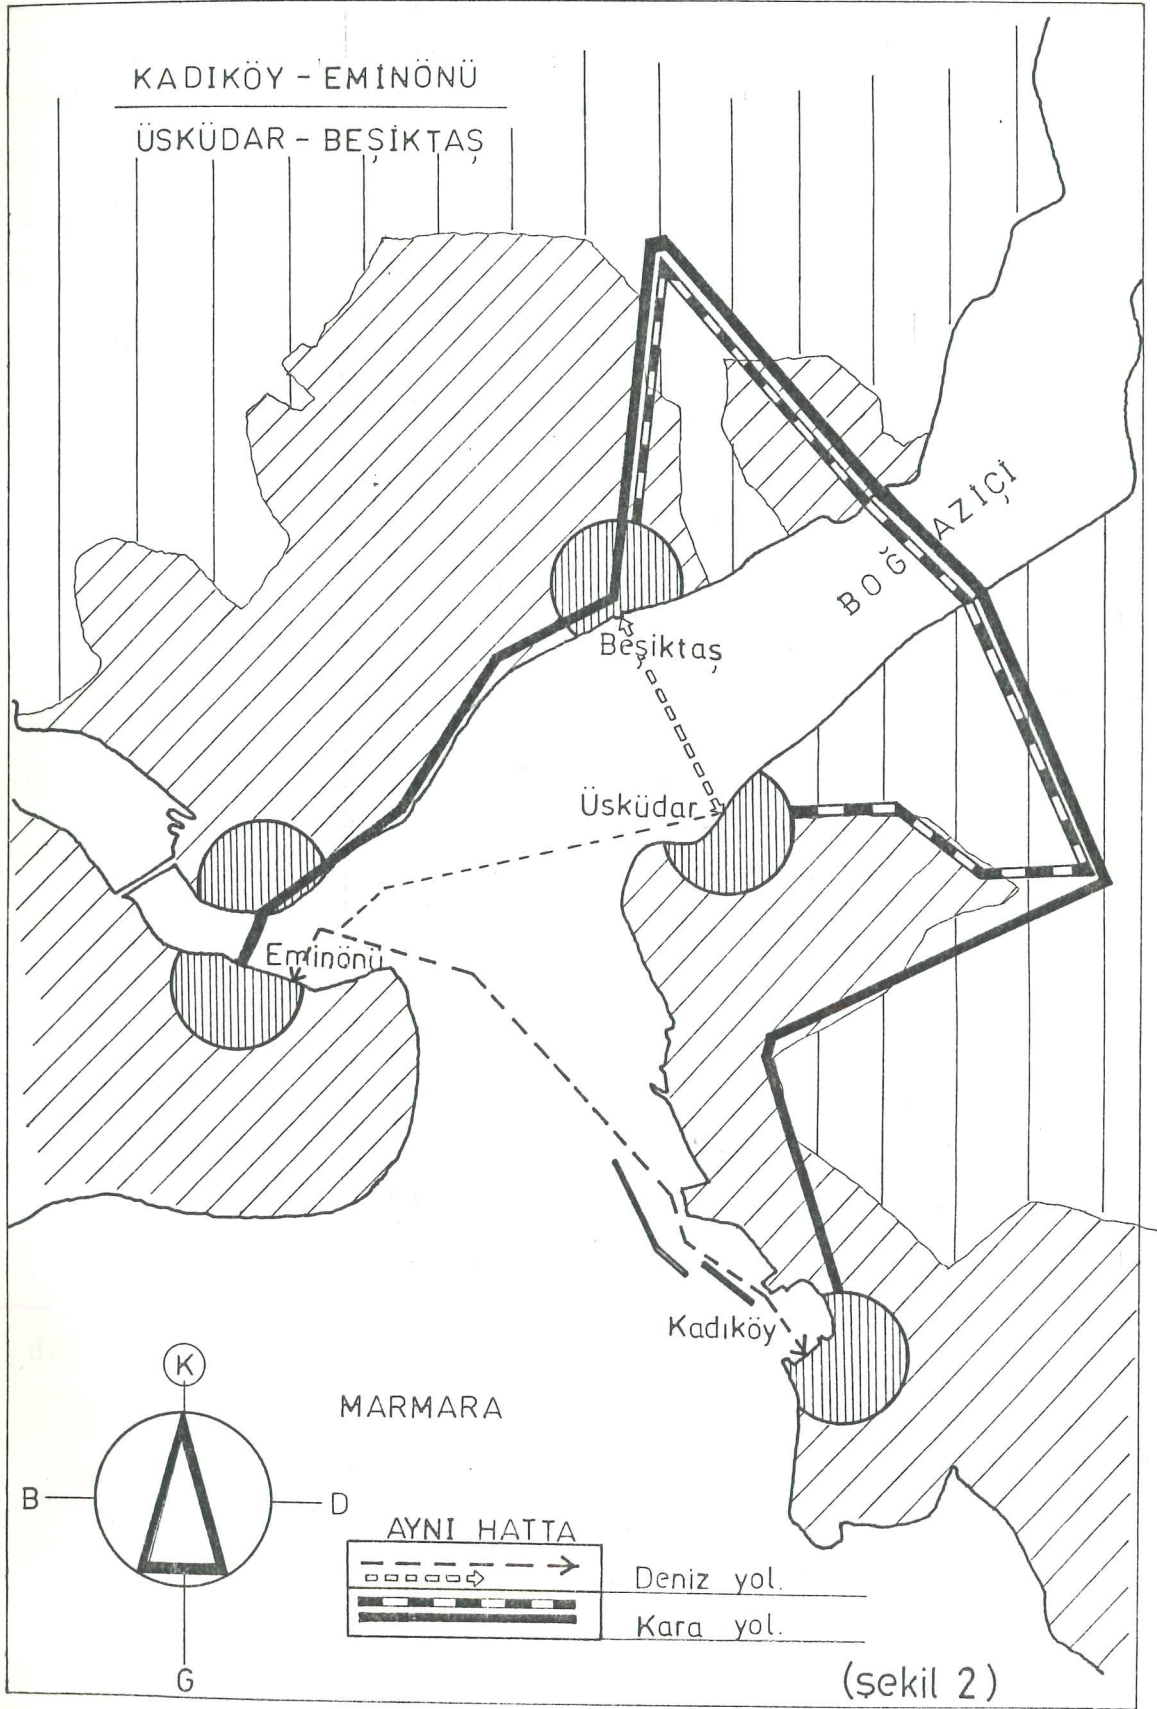 KADIKÖY - EMİNÖNÜ
ÜSKÜDAR - BEŞİKTAŞ
BOĞAZİÇİ
Beşiktaş
Üsküdar
Eminönü
Kadıköy
K
MARMARA
B
D
G
AYNI HATTA
Deniz yol.
Kara yol.
(şekil 2)